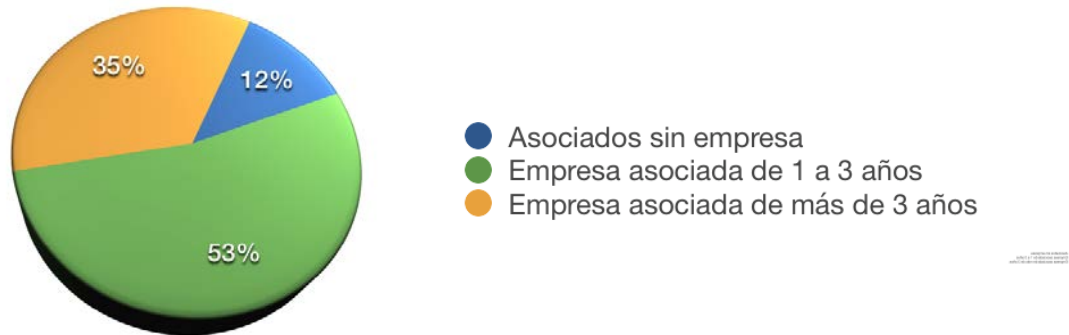 35%
12%
53%
Asociados sin empresa
Empresa asociada de 1 a 3 años
Empresa asociada de más de 3 años